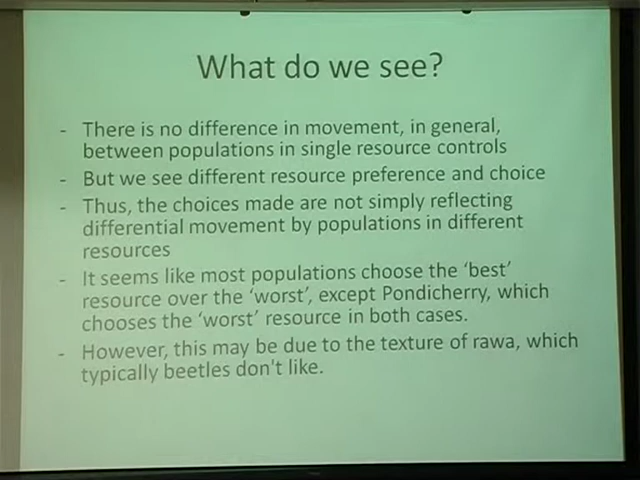 What do we see?
- There is no difference in movement, in general,
between populations in single resource controls
- But we see different resource preference and choice
- Thus, the choices made are not simply reflecting
differential movement by populations in different
resources
- It seems like most populations choose the ‘best’
resource over the ‘worst’, except Pondicherry, which
chooses the ‘worst’ resource in both cases.
- However, this may be due to the texture of rawa, which
typically beetles don't like.